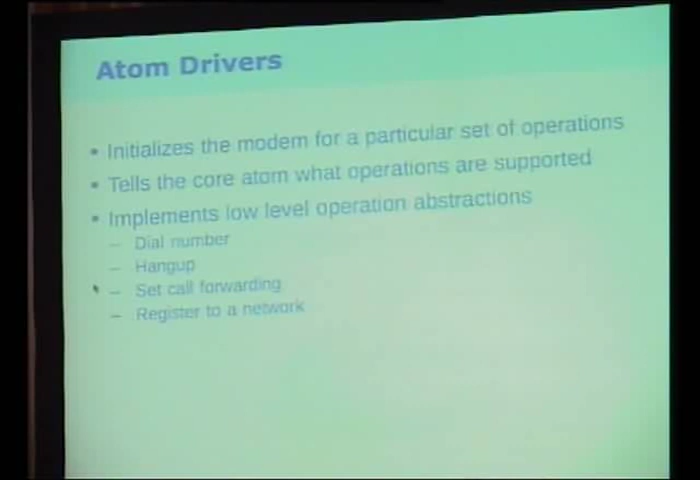 Atom Drivers
• Initializes the modem for a particular set of operations
• Tells the core atom what operations are supported
• Implements low level operation abstractions
– Dial number
– Hangup
– Set call forwarding
– Register to a network